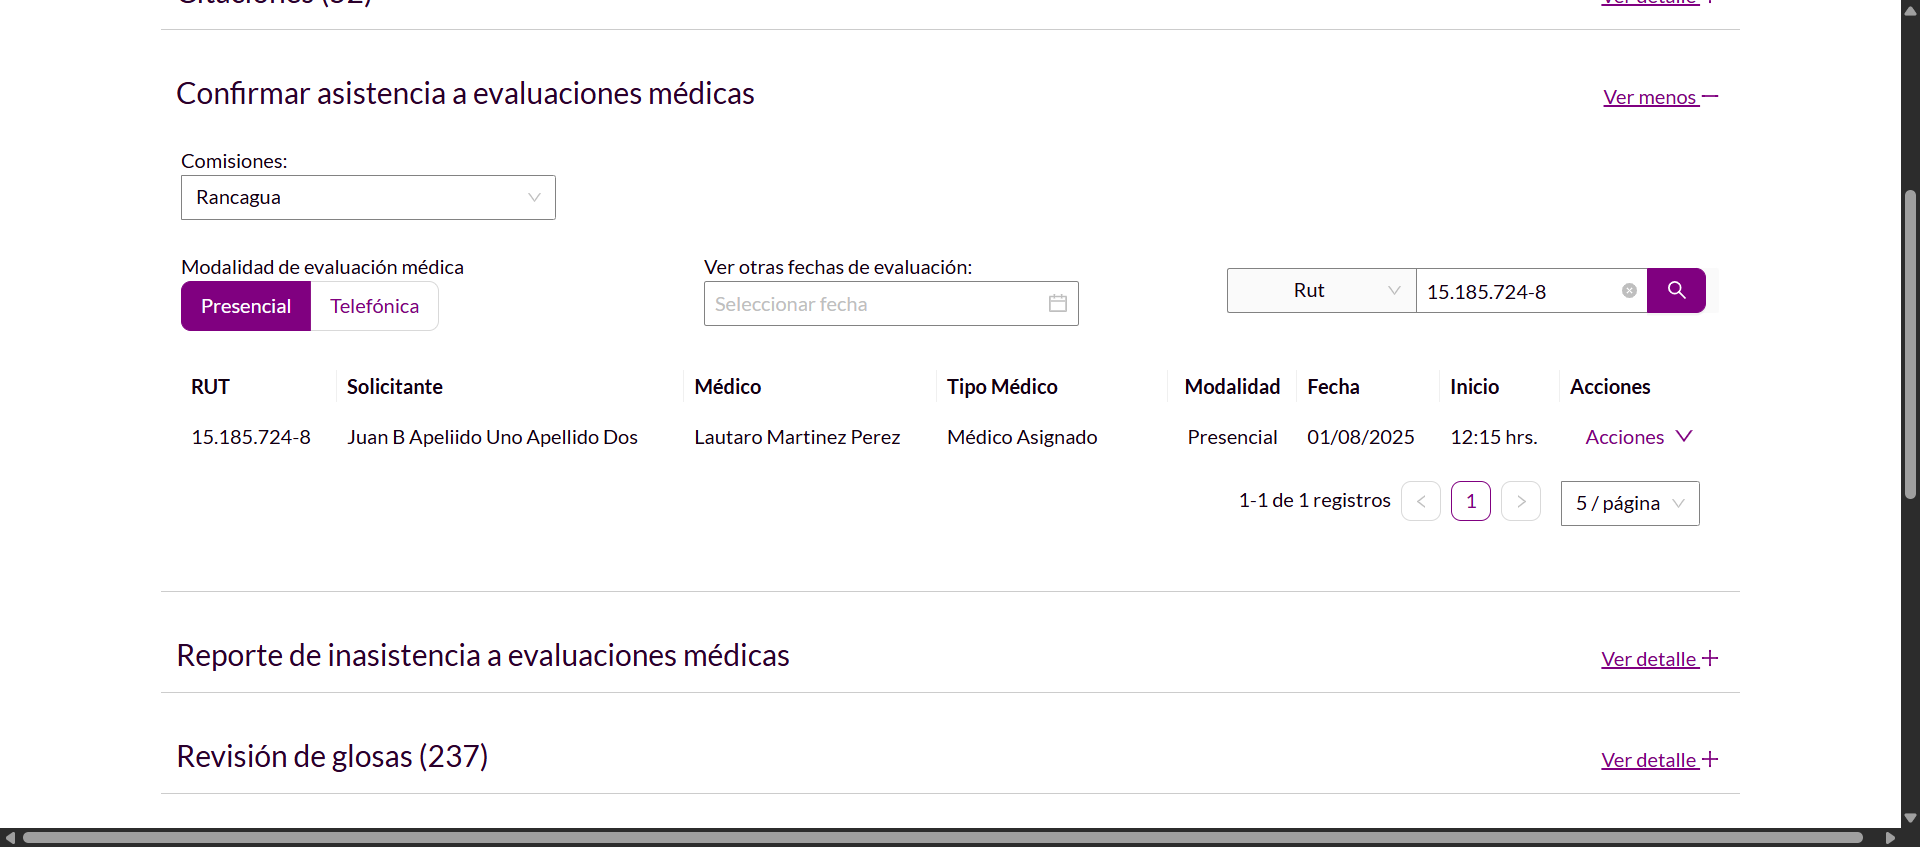 Citaciones (52)
Ver detalle
Confirmar asistencia a evaluaciones médicas
Ver menos
Comisiones:
Rancagua
Modalidad de evaluación médica
Presencial Telefónica
Ver otras fechas de evaluación:
Seleccionar fecha
Rut 15.185.724-8
RUT Solicitante Médico Tipo Médico Modalidad Fecha Inicio Acciones
15.185.724-8 Juan B Apeliido Uno Apellido Dos Lautaro Martinez Perez Médico Asignado Presencial 01/08/2025 12:15 hrs. Acciones
1-1 de 1 registros < 1 > 5 / página
Reporte de inasistencia a evaluaciones médicas
Ver detalle
Revisión de glosas (237)
Ver detalle